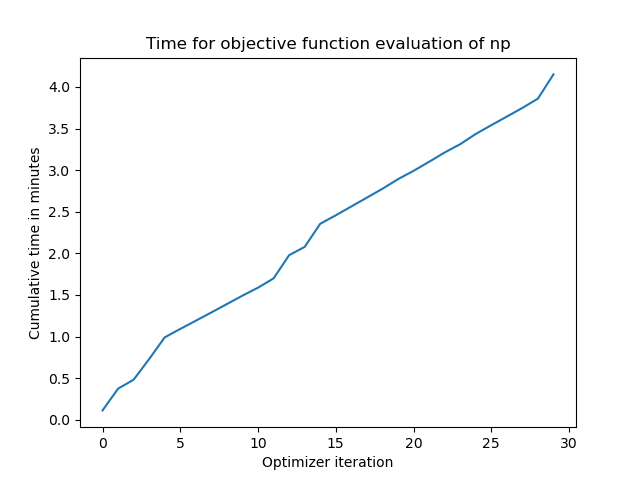 Time for objective function evaluation of np
4.0
3.5
3.0
2.5
2.0
1.5
1.0
0.5
0.0
Cumulative time in minutes
0 5 10 15 20 25 30
Optimizer iteration